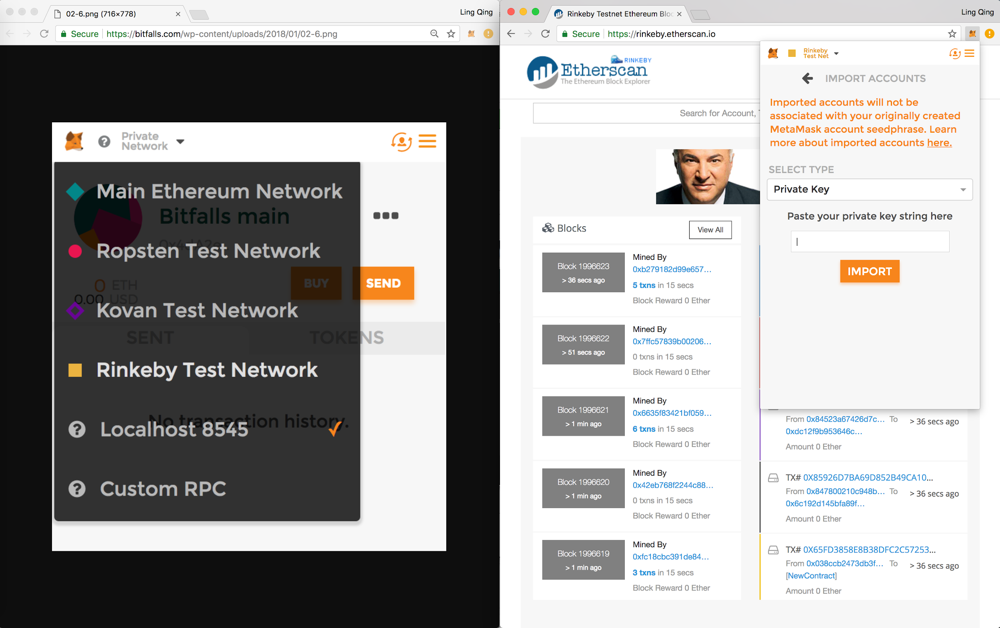 02-6.png (716×778)
Ling Qing
Secure
https://bitfalls.com/wp-content/uploads/2018/01/02-6.png
Private
Network
Main Ethereum Network
Bitfalls main
0x4dA2e
Ropsten Test Network
BUY
SEND
0 ETH
0.00 USD
Kovan Test Network
SENT
TOKENS
Rinkeby Test Network
No transaction history.
Localhost 8545
Custom RPC
Rinkeby Testnet Ethereum Bloc
Ling Qing
Secure
https://rinkeby.etherscan.io
RINKEBY
Etherscan
The Ethereum Block Explorer
Search for Account,
Blocks
View All
Block 1996623
> 36 secs ago
Mined By
0xb279182d99e657...
5 txns in 15 secs
Block Reward 0 Ether
Block 1996622
> 51 secs ago
Mined By
0x7ffc57839b00206...
0 txns in 15 secs
Block Reward 0 Ether
Block 1996621
> 1 min ago
Mined By
0x6635f83421bf059...
6 txns in 15 secs
Block Reward 0 Ether
Block 1996620
> 1 min ago
Mined By
0x42eb768f2244c88...
0 txns in 15 secs
Block Reward 0 Ether
Block 1996619
> 1 min ago
Mined By
0xfc18cbc391de84...
3 txns in 15 secs
Block Reward 0 Ether
Rinkeby
Test Net
IMPORT ACCOUNTS
Imported accounts will not be
associated with your originally created
MetaMask account seedphrase. Learn
more about imported accounts here.
SELECT TYPE
Private Key
Paste your private key string here
IMPORT
From 0x84523a67426d7c... To
0xdc12f9b953646c...
> 36 secs ago
Amount 0 Ether
TX# 0X85926D7BA69D852B49CA10...
From 0x847800210c948b... To
0x6c192d145bfa89f...
> 36 secs ago
Amount 0 Ether
TX# 0X65FD3858E8B38DFC2C57253...
From 0x038ccb2473db3f... To
[NewContract]
> 36 secs ago
Amount 0 Ether